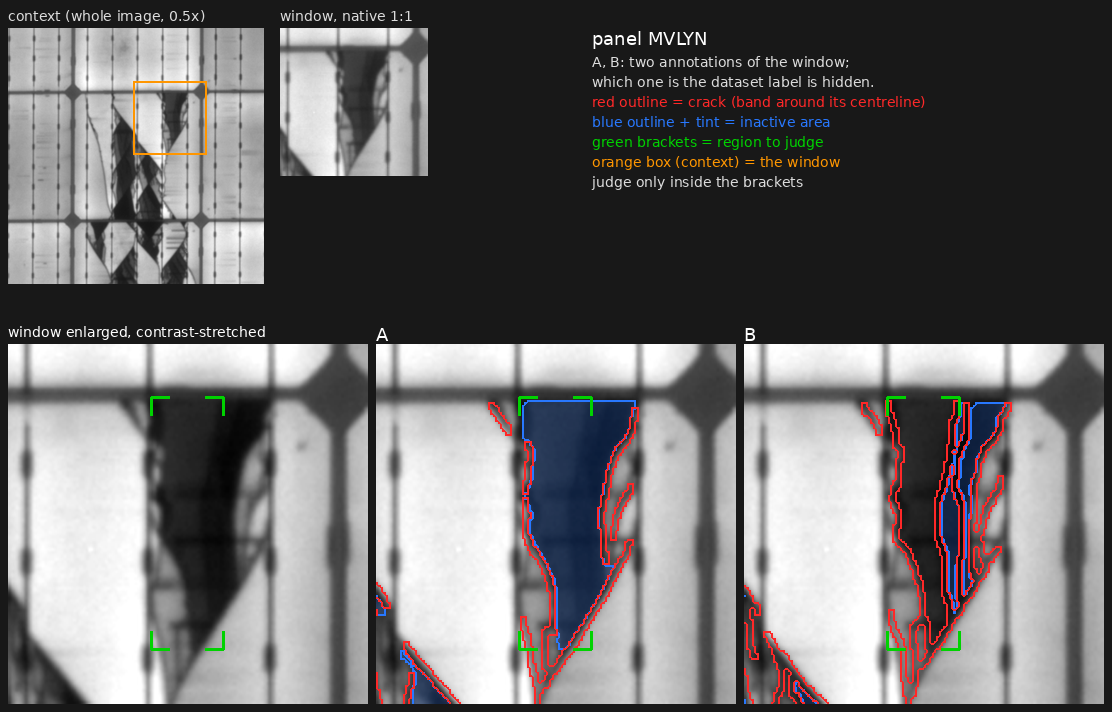 context (whole image, 0.5x)
window, native 1:1
panel MVLYN
A, B: two annotations of the window;
which one is the dataset label is hidden.
red outline = crack (band around its centreline)
blue outline + tint = inactive area
green brackets = region to judge
orange box (context) = the window
judge only inside the brackets
window enlarged, contrast-stretched
A
B